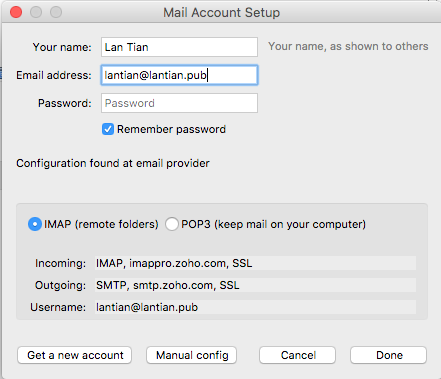 Mail Account Setup
Your name: Lan Tian Your name, as shown to others
Email address: lantian@lantian.pub
Password: Password
Remember password
Configuration found at email provider
IMAP (remote folders) POP3 (keep mail on your computer)
Incoming: IMAP, imappro.zoho.com, SSL
Outgoing: SMTP, smtp.zoho.com, SSL
Username: lantian@lantian.pub
Get a new account Manual config Cancel Done